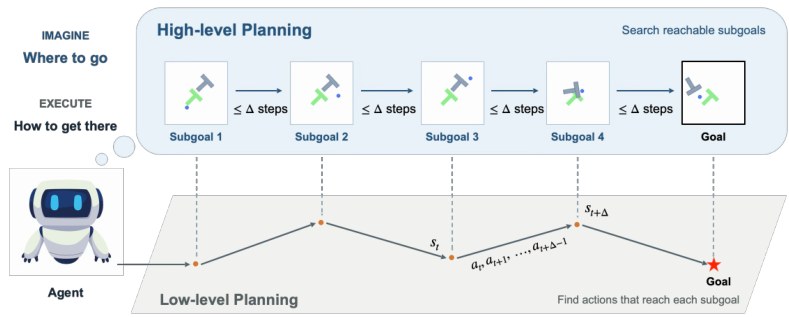 IMAGINE
Where to go
EXECUTE
How to get there
High-level Planning
Search reachable subgoals
≤ Δ steps
≤ Δ steps
≤ Δ steps
≤ Δ steps
Subgoal 1
Subgoal 2
Subgoal 3
Subgoal 4
Goal
s_t
a_t, a_{t+1}, …, a_{t+Δ−1}
s_{t+Δ}
Goal
Agent
Low-level Planning
Find actions that reach each subgoal